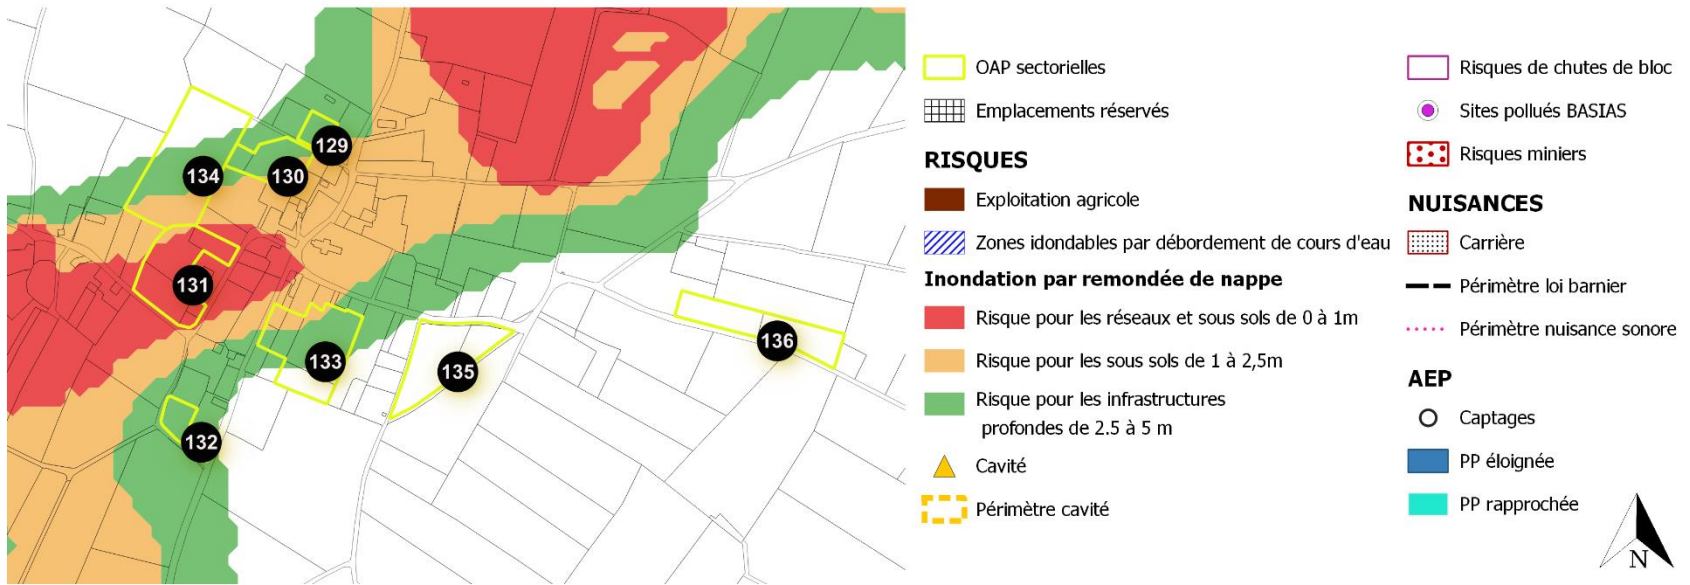 129
130
134
131
133
135
136
132
OAP sectorielles
Emplacements réservés
RISQUES
Exploitation agricole
Zones idondables par débordement de cours d'eau
Inondation par remondée de nappe
Risque pour les réseaux et sous sols de 0 à 1m
Risque pour les sous sols de 1 à 2,5m
Risque pour les infrastructures
profondes de 2.5 à 5 m
Cavité
Périmètre cavité
Risques de chutes de bloc
Sites pollués BASIAS
Risques miniers
NUISANCES
Carrière
Périmètre loi barnier
Périmètre nuisance sonore
AEP
Captages
PP éloignée
PP rapprochée
N